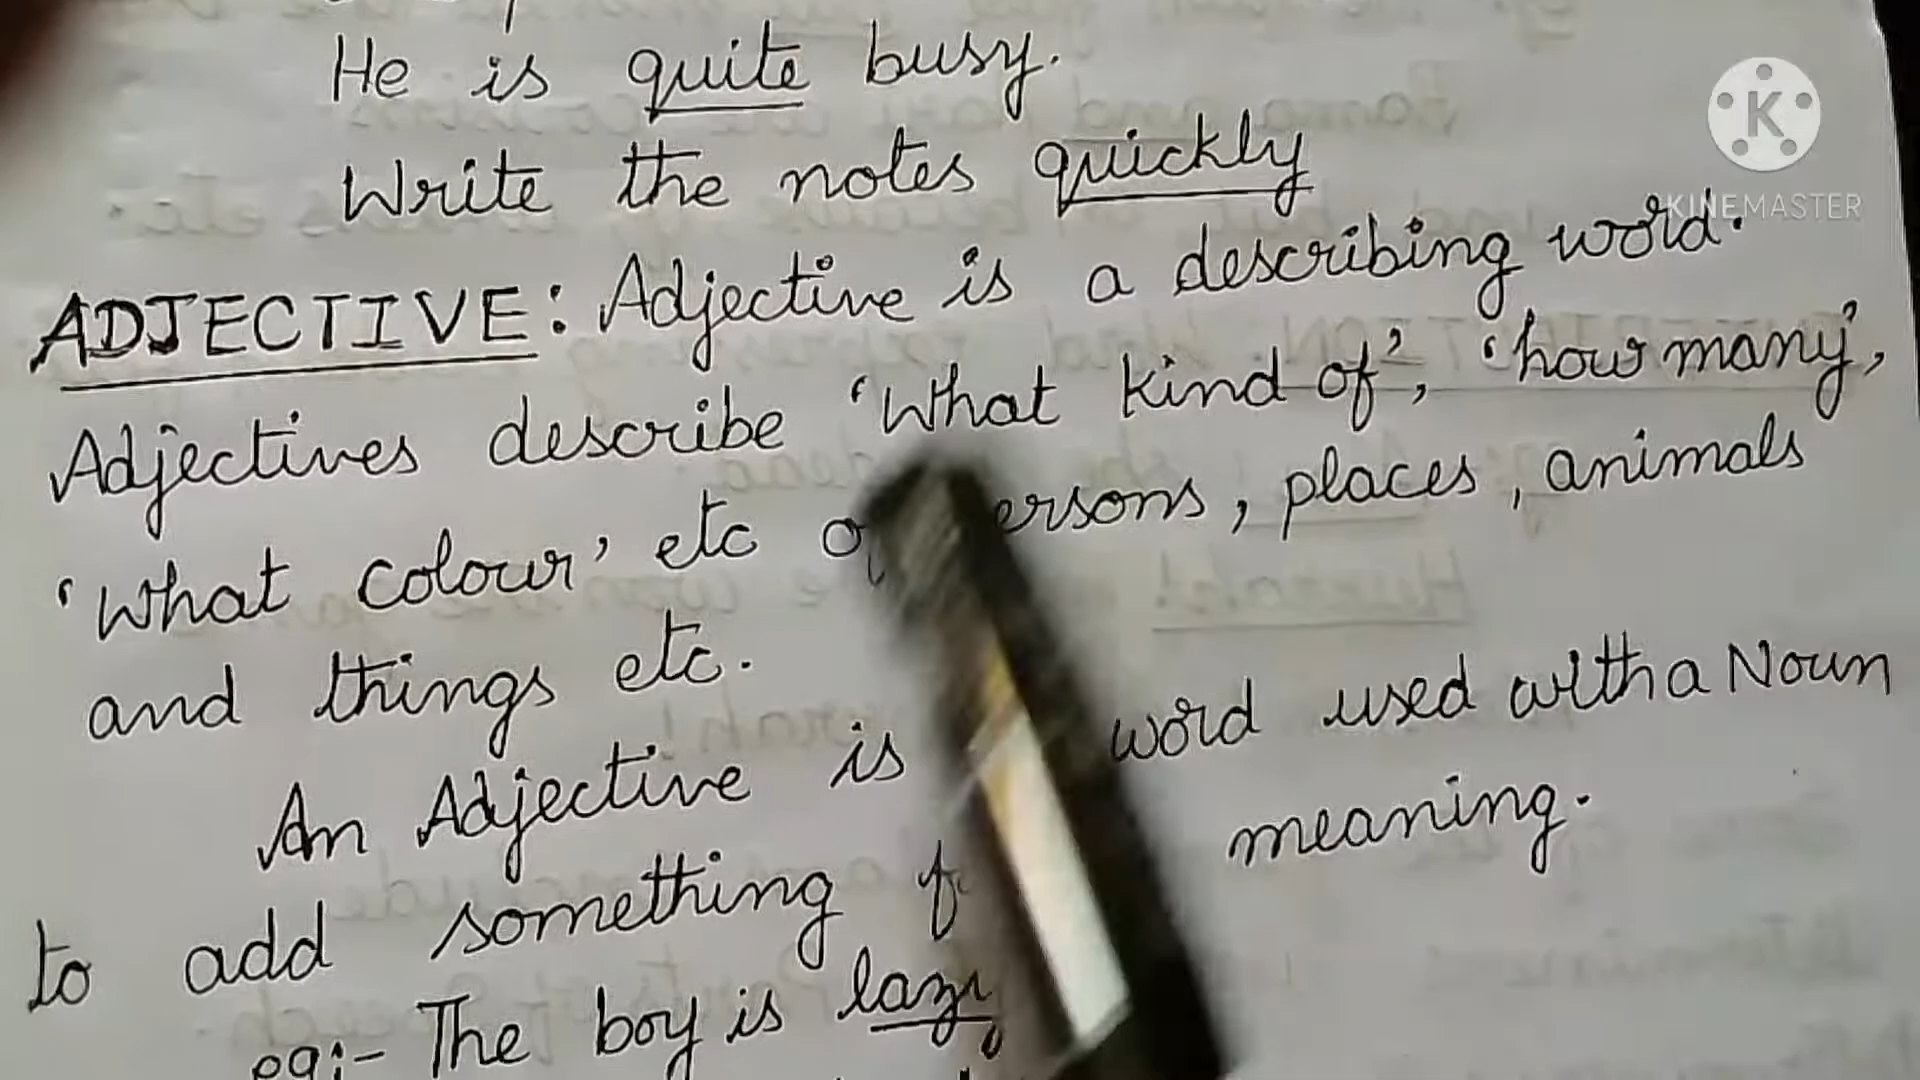 He is quite busy.
Write the notes quickly
K
KINEMASTER
ADJECTIVE: Adjective is a describing word.
Adjectives describe 'What kind of', 'how many',
'What colour' etc persons, places, animals
and things etc.
An Adjective is word used with a Noun
to add something meaning.
eg:- The boy is lazy